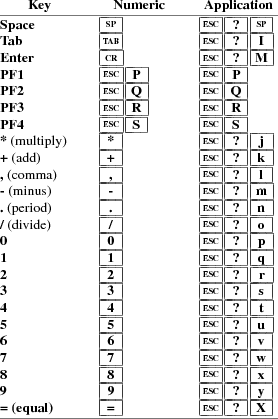 Key Numeric Application
Space SP ESC ? SP
Tab TAB ESC ? I
Enter CR ESC ? M
PF1 ESC P ESC P
PF2 ESC Q ESC Q
PF3 ESC R ESC R
PF4 ESC S ESC S
* (multiply) * ESC ? j
+ (add) + ESC ? k
, (comma) , ESC ? l
- (minus) - ESC ? m
. (period) . ESC ? n
/ (divide) / ESC ? o
0 0 ESC ? p
1 1 ESC ? q
2 2 ESC ? r
3 3 ESC ? s
4 4 ESC ? t
5 5 ESC ? u
6 6 ESC ? v
7 7 ESC ? w
8 8 ESC ? x
9 9 ESC ? y
= (equal) = ESC ? X